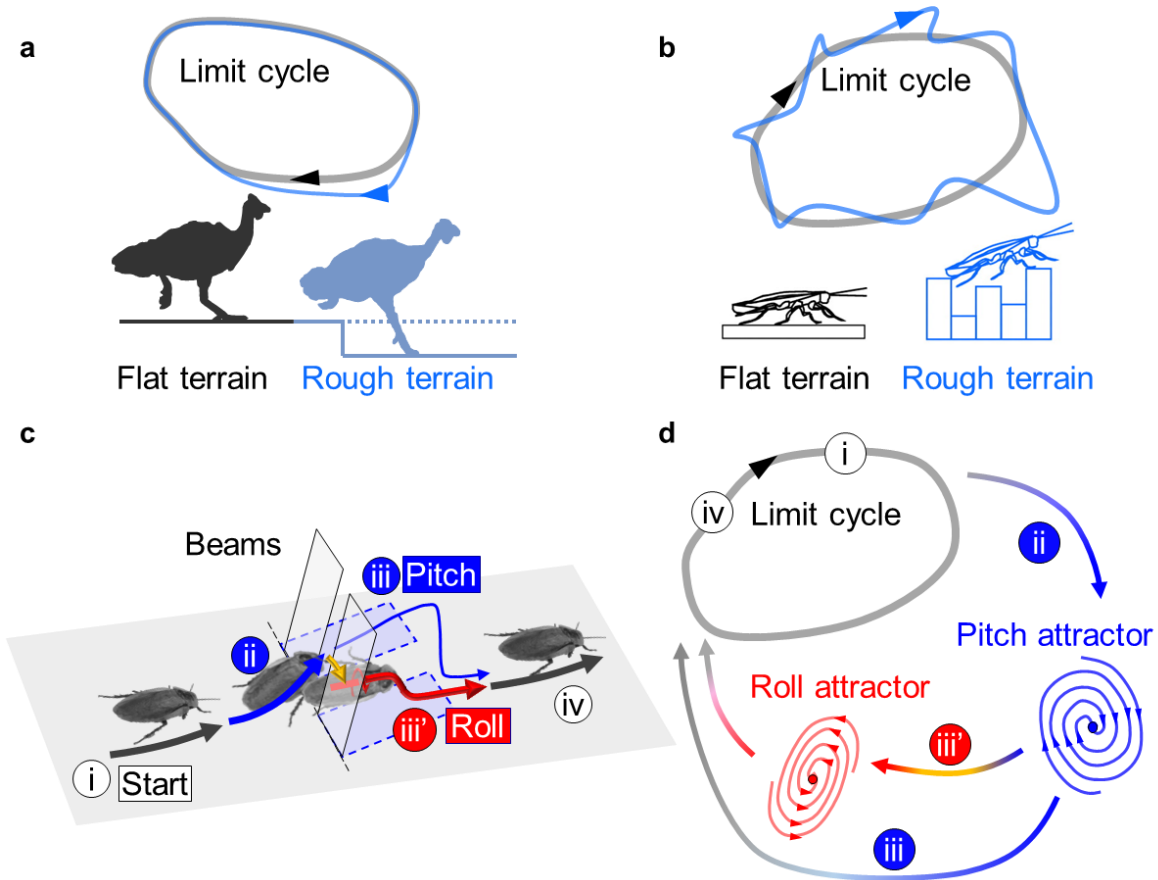 a
Limit cycle
Flat terrain
Rough terrain
b
Limit cycle
Flat terrain
Rough terrain
c
Beams
iii Pitch
ii
iii' Roll
iv
i Start
d
i
iv
Limit cycle
ii
Pitch attractor
Roll attractor
iii'
iii